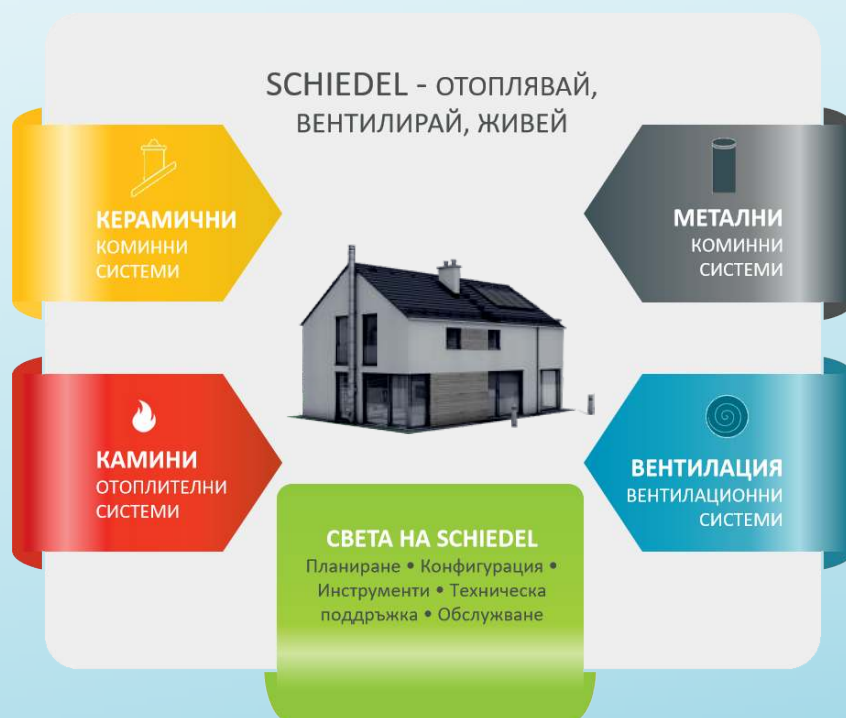 SCHIEDEL - ОТОПЛЯВАЙ,
ВЕНТИЛИРАЙ, ЖИВЕЙ
КЕРАМИЧНИ
КОМИННИ
СИСТЕМИ
МЕТАЛНИ
КОМИННИ
СИСТЕМИ
КАМИНИ
ОТОПЛИТЕЛНИ
СИСТЕМИ
ВЕНТИЛАЦИЯ
ВЕНТИЛАЦИОННИ
СИСТЕМИ
СВЕТА НА SCHIEDEL
Планиране • Конфигурация •
Инструменти • Техническа
поддръжка • Обслужване